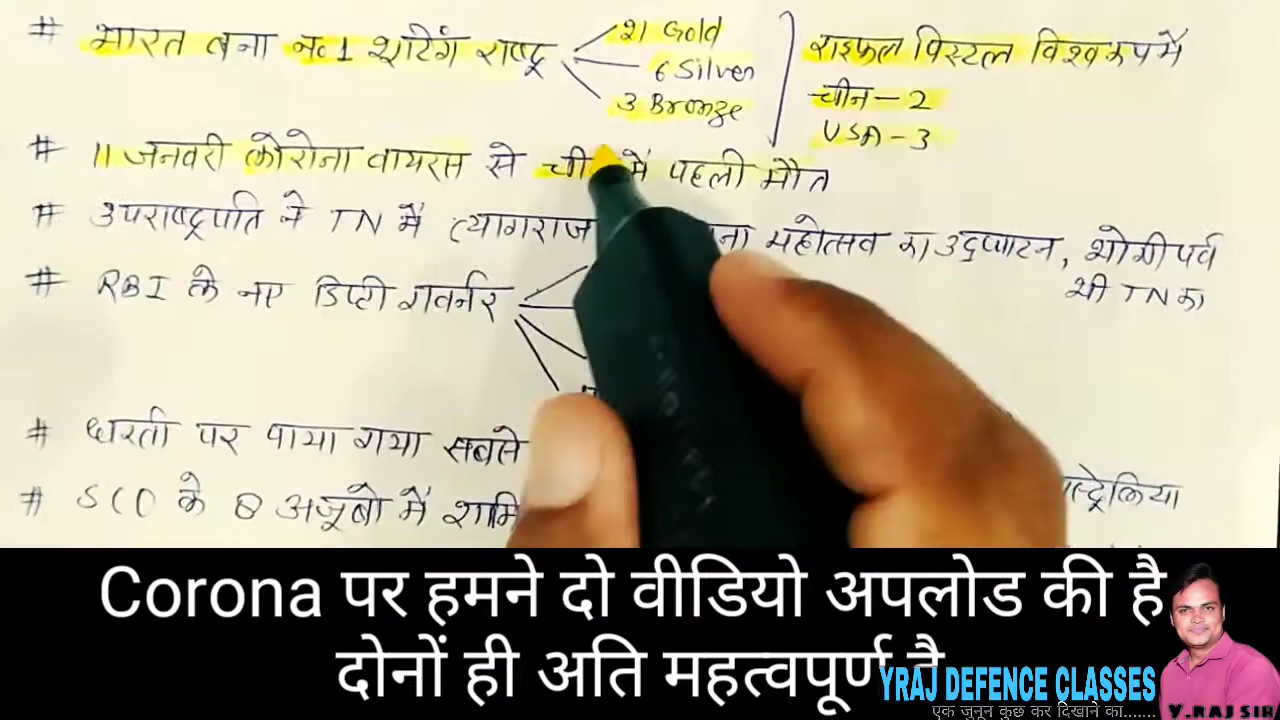 # भारत बना नo 1 शूटिंग राष्ट्र
21 Gold
6 Silver
3 Bronze
राइफल पिस्टल विश्वकप में
चीन - 2
USA - 3
# 11 जनवरी कोरोना वायरस से ची में पहली मौत
# उपराष्ट्रपति ने TN में त्यागराज ना महोत्सव का उद्घाटन, भोगी पर्व
भी TN का
# RBI के नए डिप्टी गवर्नर
# धरती पर पाया गया सबसे
# SCO के 8 अजूबो में शामि स्ट्रेलिया
Corona पर हमने दो वीडियो अपलोड की है
दोनों ही अति महत्वपूर्ण है
YRAJ DEFENCE CLASSES
एक जुनून कुछ कर दिखाने का.......
Y.RAJ SIR